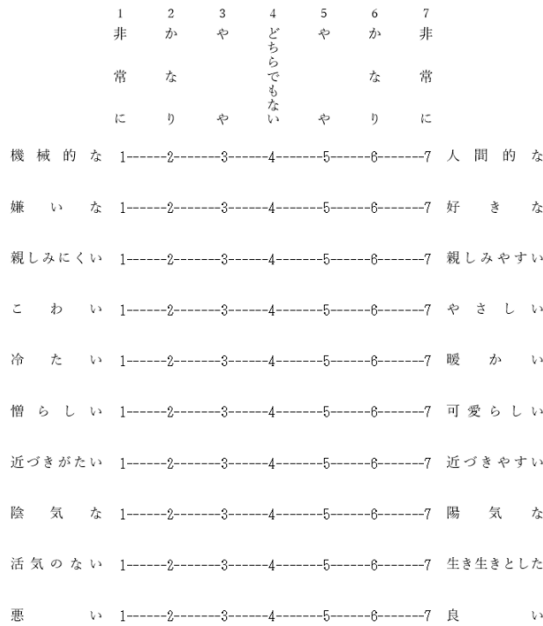 1 2 3 4 5 6 7
非常に かなり やや どちらでもない やや かなり 非常に
機械的な 1------2-------3------4-------5------6-------7 人間的な
嫌いな 1------2-------3------4-------5------6-------7 好きな
親しみにくい 1------2-------3------4-------5------6-------7 親しみやすい
こわい 1------2-------3------4-------5------6-------7 やさしい
冷たい 1------2-------3------4-------5------6-------7 暖かい
憎らしい 1------2-------3------4-------5------6-------7 可愛らしい
近づきがたい 1------2-------3------4-------5------6-------7 近づきやすい
陰気な 1------2-------3------4-------5------6-------7 陽気な
活気のない 1------2-------3------4-------5------6-------7 生き生きとした
悪い 1------2-------3------4-------5------6-------7 良い